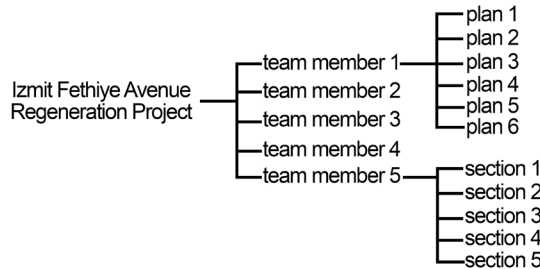 Izmit Fethiye Avenue
Regeneration Project
team member 1
team member 2
team member 3
team member 4
team member 5
plan 1
plan 2
plan 3
plan 4
plan 5
plan 6
section 1
section 2
section 3
section 4
section 5